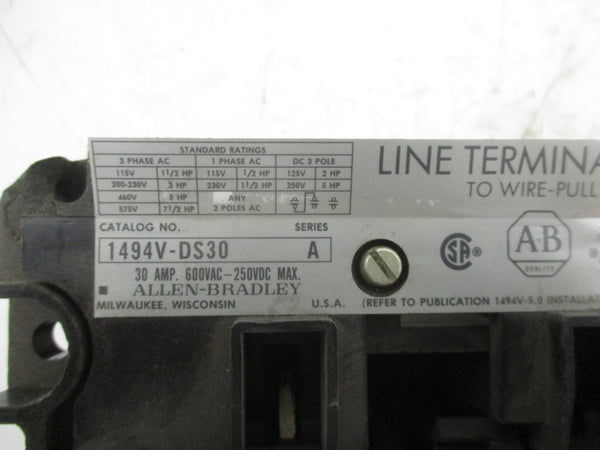 STANDARD RATINGS
3 PHASE AC 1 PHASE AC DC 3 POLE
115V 1 1/2 HP 115V 1/2 HP 125V 2 HP
200-230V 3 HP 230V 1 1/2 HP 250V 5 HP
460V 5 HP ANY
575V 7 1/2 HP 2 POLES AC
LINE TERMINA
TO WIRE-PULL
CATALOG NO. SERIES
1494V-DS30 A
30 AMP. 600VAC-250VDC MAX.
ALLEN-BRADLEY
MILWAUKEE, WISCONSIN U.S.A.
SA ®
A-B
QUALITY
(REFER TO PUBLICATION 1494V-5.0 INSTALLA